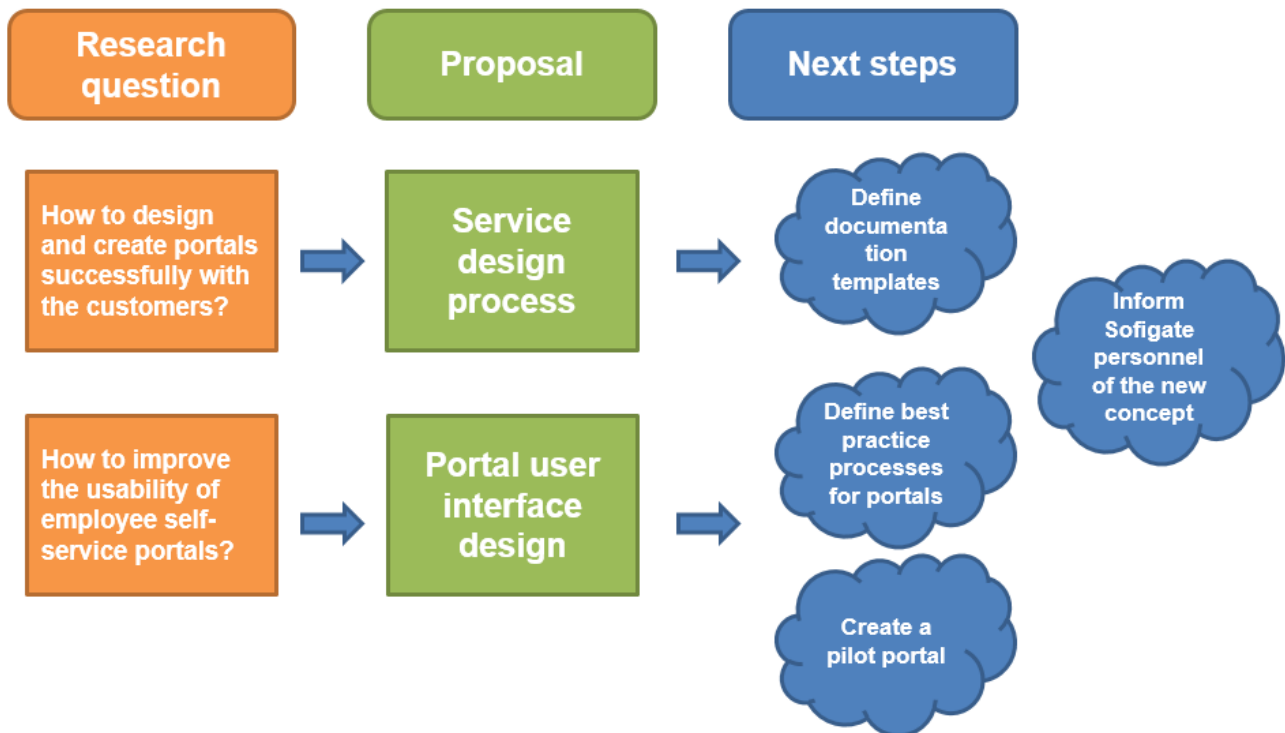 Research
question
Proposal
Next steps
How to design
and create portals
successfully with
the customers?
Service
design
process
Define
documenta
tion
templates
Inform
Sofigate
personnel
of the new
concept
How to improve
the usability of
employee self-
service portals?
Portal user
interface
design
Define best
practice
processes
for portals
Create a
pilot portal